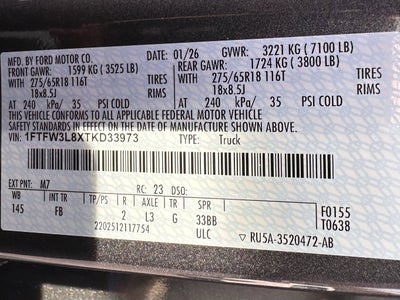 MFD. BY FORD MOTOR CO. 01/26 GVWR: 3221 KG (7100 LB)
FRONT GAWR: 1599 KG (3525 LB) REAR GAWR: 1724 KG (3800 LB)
WITH WITH
275/65R18 116T TIRES 275/65R18 116T TIRES
18x8.5J RIMS 18x8.5J RIMS
AT 240 kPa/ 35 PSI COLD AT 240 kPa/ 35 PSI COLD
THIS VEHICLE CONFORMS TO ALL APPLICABLE FEDERAL MOTOR VEHICLE
SAFETY STANDARDS IN EFFECT ON THE DATE OF MANUFACTURE SHOWN ABOVE.
VIN: 1FTFW3L8XTKD33973 TYPE: Truck
EXT PNT: M7 RC: 23 DSO:
WB INT TR TP/PS R AXLE TR SPR
145 FB 2 L3 G 33BB F0155
2202512117754 ULC T0638
▽ RU5A-3520472-AB